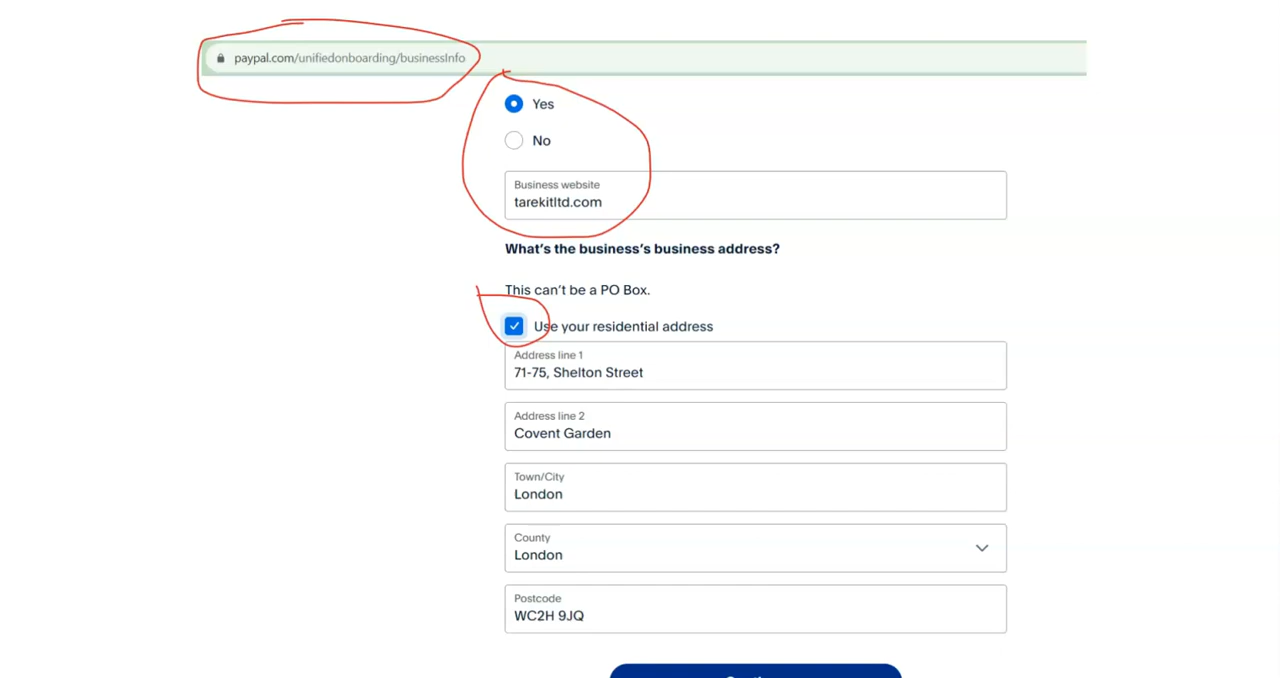 paypal.com/unifiedonboarding/businessInfo
Yes
No
Business website
tarekitltd.com
What's the business's business address?
This can't be a PO Box.
Use your residential address
Address line 1
71-75, Shelton Street
Address line 2
Covent Garden
Town/City
London
County
London
Postcode
WC2H 9JQ